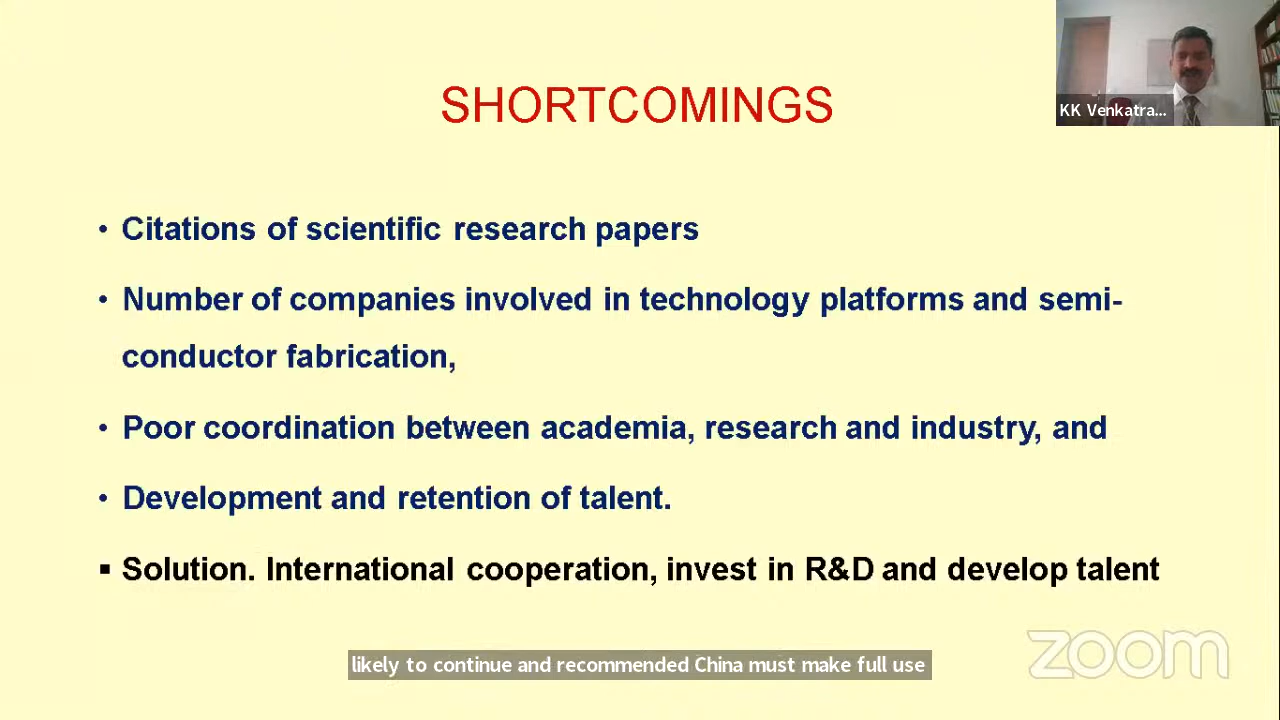 SHORTCOMINGS
KK Venkatra...
• Citations of scientific research papers
• Number of companies involved in technology platforms and semi-
conductor fabrication,
• Poor coordination between academia, research and industry, and
• Development and retention of talent.
▪ Solution. International cooperation, invest in R&D and develop talent
likely to continue and recommended China must make full use
zoom